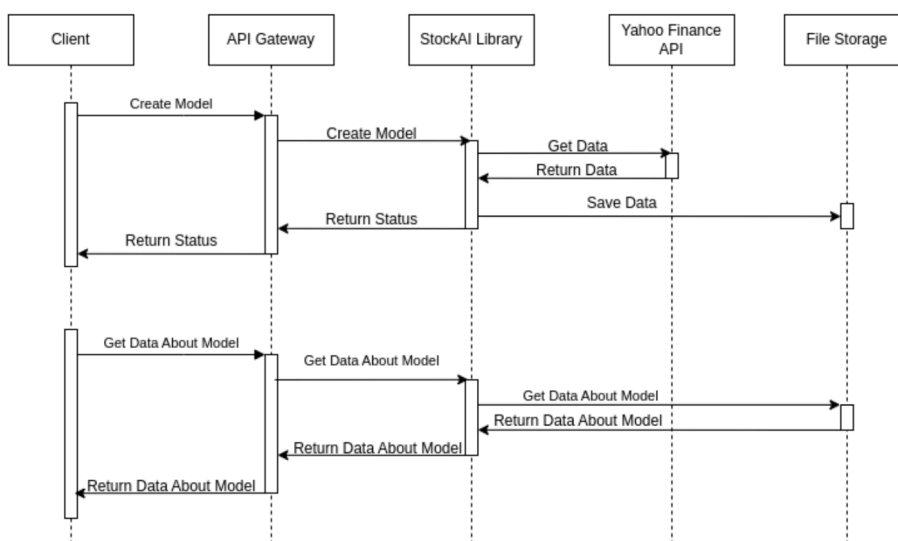 Client
API Gateway
StockAI Library
Yahoo Finance
API
File Storage
Create Model
Create Model
Get Data
Return Data
Save Data
Return Status
Return Status
Get Data About Model
Get Data About Model
Get Data About Model
Return Data About Model
Return Data About Model
Return Data About Model